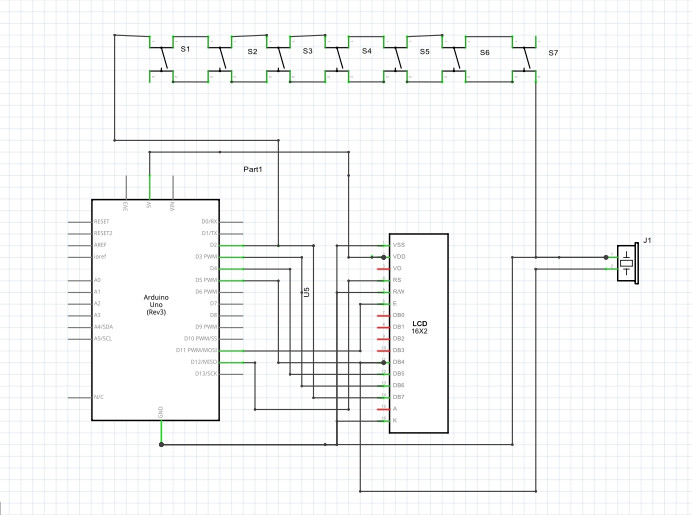 S1
S2
S3
S4
S5
S6
S7
Part1
J1
U5
3V3
5V
VIN
RESET
RESET2
AREF
ioref
A0
A1
A2
A3
A4/SDA
A5/SCL
N/C
Arduino
Uno
(Rev3)
D0/RX
D1/TX
D2
D3 PWM
D4
D5 PWM
D6 PWM
D7
D8
D9 PWM
D10 PWM/SS
D11 PWM/MOSI
D12/MISO
D13/SCK
GND
VSS
VDD
VO
RS
R/W
E
DB0
DB1
DB2
DB3
DB4
DB5
DB6
DB7
A
K
LCD
16X2